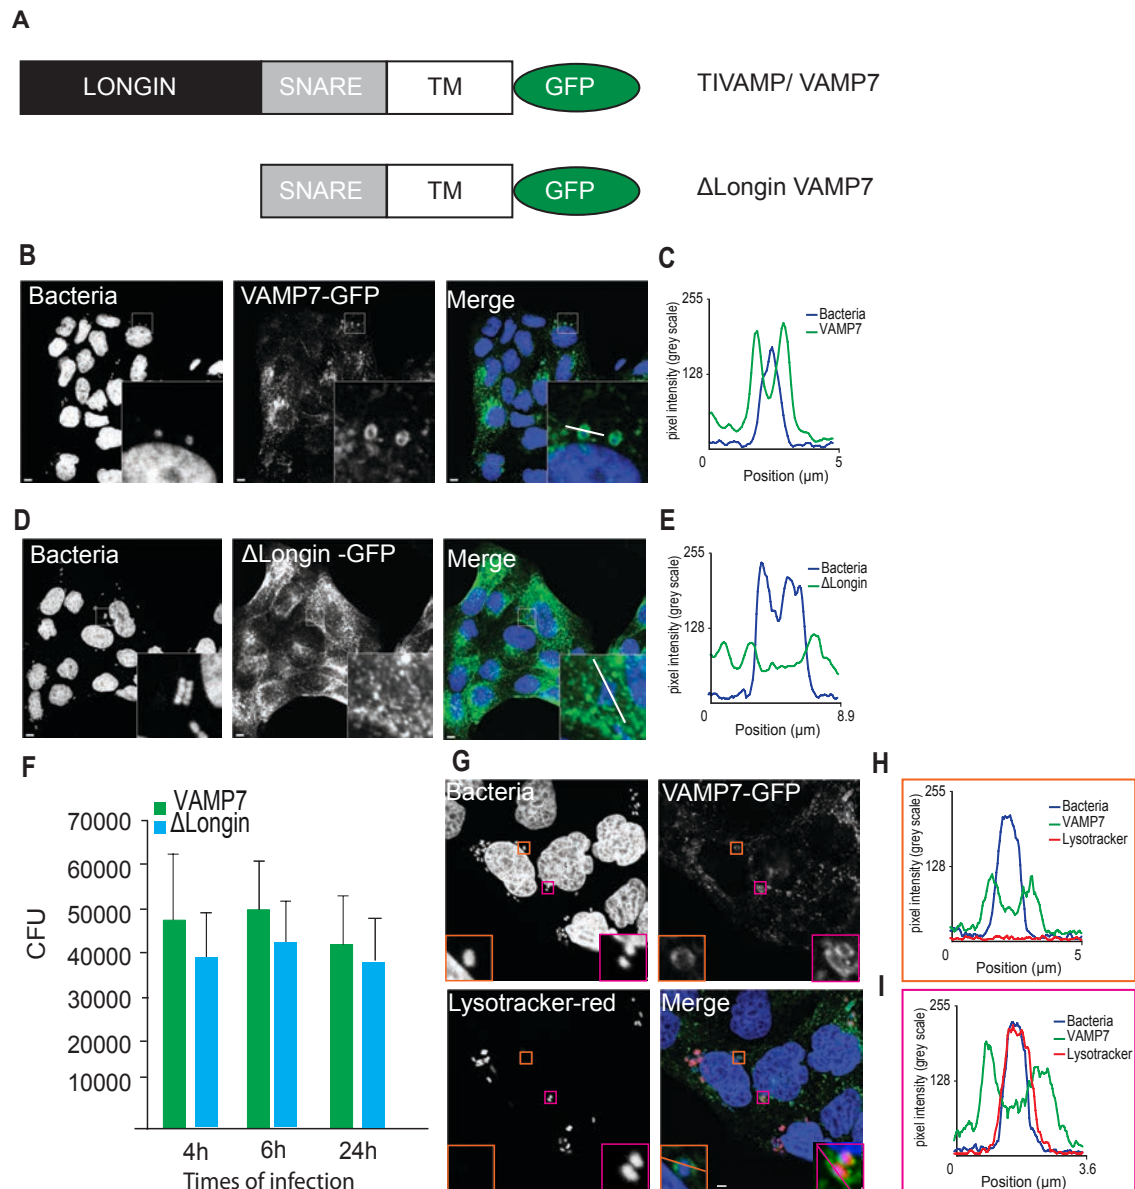 A
LONGIN SNARE TM GFP TIVAMP/ VAMP7
SNARE TM GFP ΔLongin VAMP7
B
Bacteria VAMP7-GFP Merge
C
255
128
0 5
pixel intensity (grey scale)
Position (µm)
Bacteria
VAMP7
D
Bacteria ΔLongin -GFP Merge
E
255
128
0 8.9
pixel intensity (grey scale)
Position (µm)
Bacteria
ΔLongin
F
VAMP7
ΔLongin
70000
60000
50000
40000
30000
20000
10000
CFU
4h 6h 24h
Times of infection
G
Bacteria VAMP7-GFP
Lysotracker-red Merge
H
255
128
0 5
pixel intensity (grey scale)
Position (µm)
Bacteria
VAMP7
Lysotracker
I
255
128
0 3.6
pixel intensity (grey scale)
Position (µm)
Bacteria
VAMP7
Lysotracker